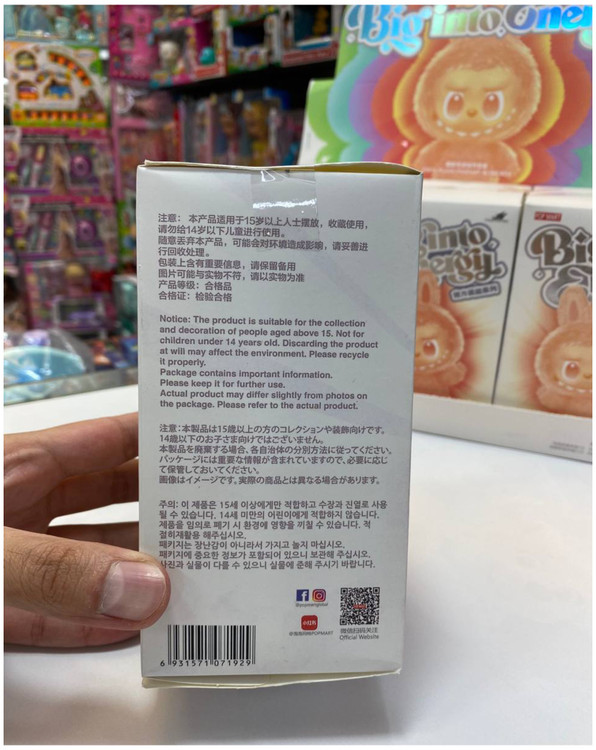 Big into Energy
注意: 本产品适用于15岁以上人士摆放，收藏使用，
请勿给14岁以下儿童进行使用。
随意丢弃本产品，可能会对环境造成影响，请妥善进
行回收处理。
包装上含有重要信息，请保留备用
图片可能与实物不符，请以实物为准
产品等级：合格品
合格证：检验合格
Notice: The product is suitable for the collection
and decoration of people aged above 15. Not for
children under 14 years old. Discarding the product
at will may affect the environment. Please recycle
it properly.
Package contains important information.
Please keep it for further use.
Actual product may differ slightly from photos on
the package. Please refer to the actual product.
注意:本製品は15歳以上の方のコレクションや装飾向けです。
14歳以下のお子さま向けではございません。
本製品を廃棄する場合、各自治体の分別方法に従ってください。
パッケージには重要な情報が含まれていますので、必要に応じ
て保管しておいてください。
画像はイメージです。実際の商品とは異なる場合があります。
주의: 이 제품은 15세 이상에게만 적합하고 수장과 진열로 사용
될 수 있습니다. 14세 미만의 어린이에게 적합하지 않습니다.
제품을 임의로 폐기 시 환경에 영향을 끼칠 수 있습니다. 적
절히재활용 해주십시오.
패키지는 장난감이 아니라서 가지고 놀지 마십시오.
패키지에 중요한 정보가 포함되어 있으니 보관해 주십시오.
사진과 실물이 다를 수 있으니 실물에 준해 주시기 바랍니다.
@popmartglobal
小红书
微信扫码关注
Official Website
6 931571 071929
into
Energy
Big